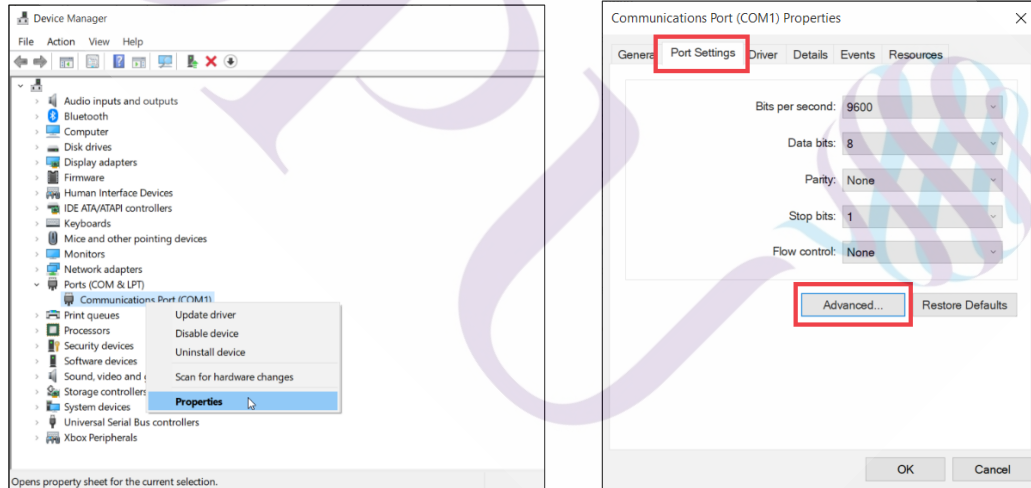 Device Manager
File Action View Help
Audio inputs and outputs
Bluetooth
Computer
Disk drives
Display adapters
Firmware
Human Interface Devices
IDE ATA/ATAPI controllers
Keyboards
Mice and other pointing devices
Monitors
Network adapters
Ports (COM & LPT)
Communications Port (COM1)
Print queues
Processors
Security devices
Software devices
Sound, video and
Storage controllers
System devices
Universal Serial Bus controllers
Xbox Peripherals
Update driver
Disable device
Uninstall device
Scan for hardware changes
Properties
Opens property sheet for the current selection.
Communications Port (COM1) Properties
General Port Settings Driver Details Events Resources
Bits per second: 9600
Data bits: 8
Parity: None
Stop bits: 1
Flow control: None
Advanced... Restore Defaults
OK Cancel